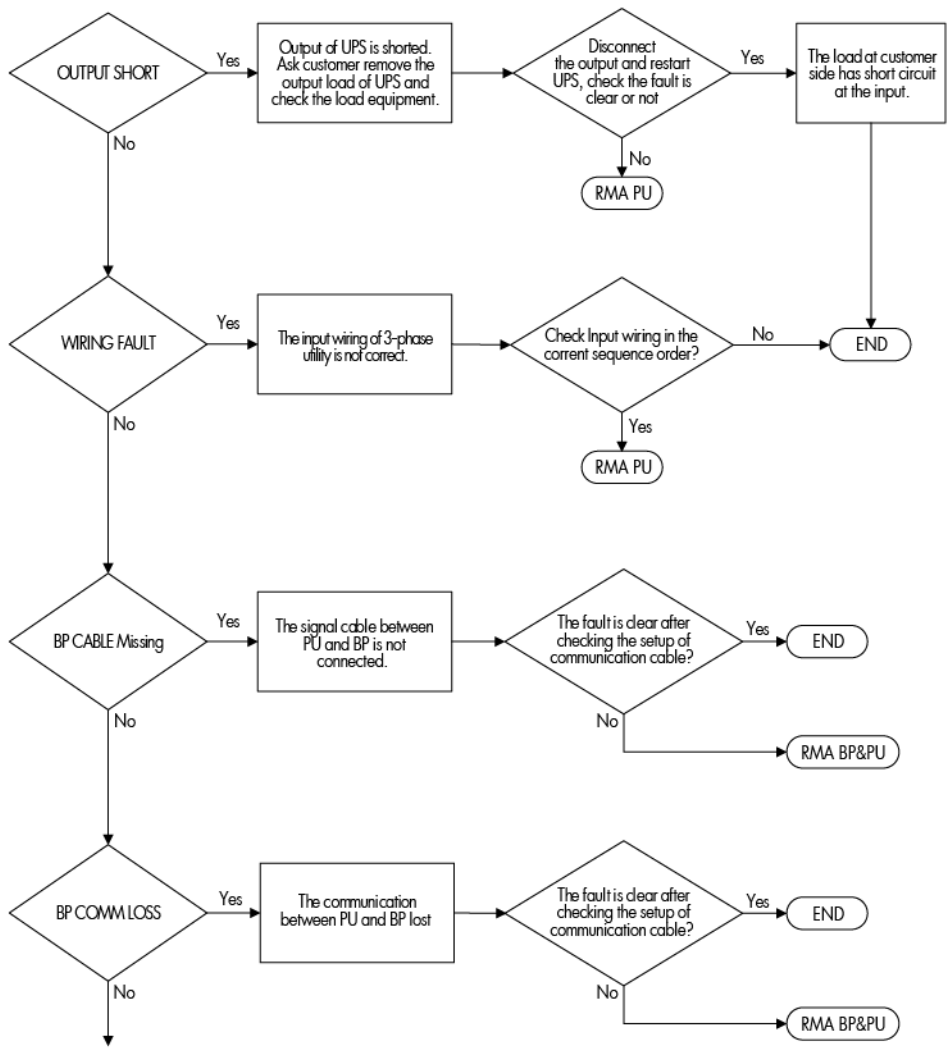 OUTPUT SHORT
Yes
Output of UPS is shorted.
Ask customer remove the
output load of UPS and
check the load equipment.
Disconnect
the output and restart
UPS, check the fault is
clear or not
Yes
The load at customer
side has short circuit
at the input.
No
No
RMA PU
WIRING FAULT
Yes
The input wiring of 3-phase
utility is not correct.
Check Input wiring in the
corrent sequence order?
No
END
No
Yes
RMA PU
BP CABLE Missing
Yes
The signal cable between
PU and BP is not
connected.
The fault is clear after
checking the setup of
communication cable?
Yes
END
No
No
RMA BP&PU
BP COMM LOSS
Yes
The communication
between PU and BP lost
The fault is clear after
checking the setup of
communication cable?
Yes
END
No
No
RMA BP&PU